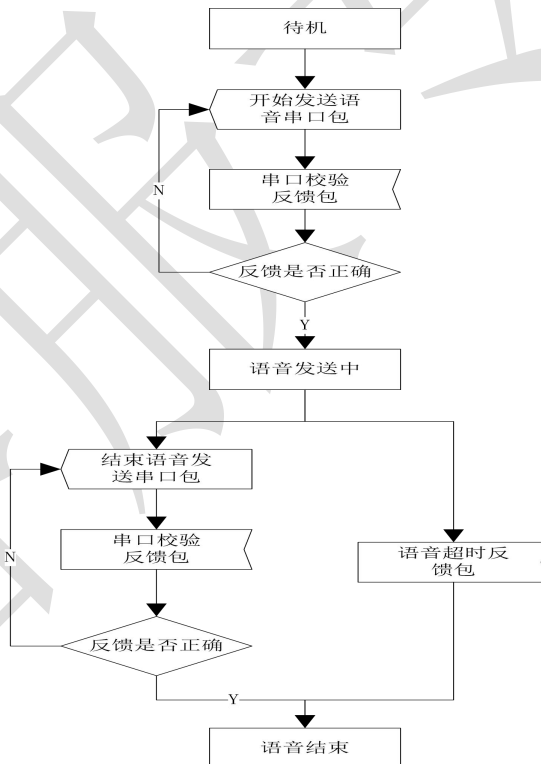 待机
开始发送语
音串口包
串口校验
反馈包
N
反馈是否正确
Y
语音发送中
结束语音发
送串口包
串口校验
反馈包
语音超时反
馈包
N
反馈是否正确
Y
语音结束